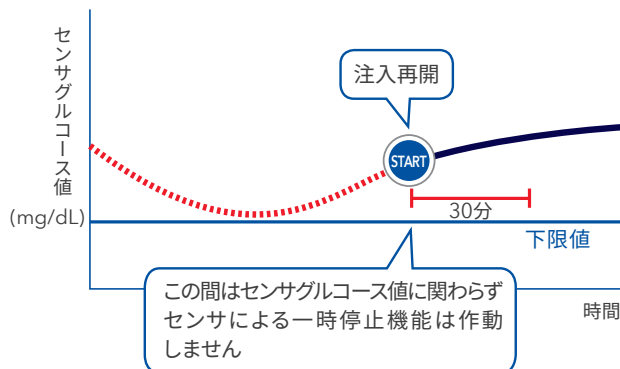 センサグルコース値
(mg/dL)
注入再開
START
30分
下限値
この間はセンサグルコース値に関わらず
センサによる一時停止機能は作動
しません
時間